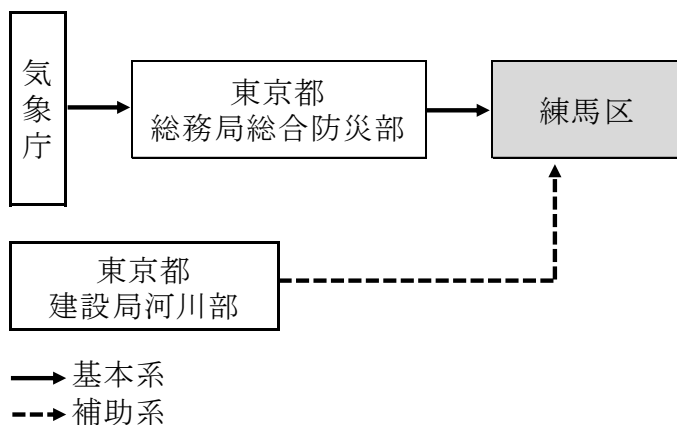 気象庁
東京都
総務局総合防災部
練馬区
東京都
建設局河川部
基本系
補助系